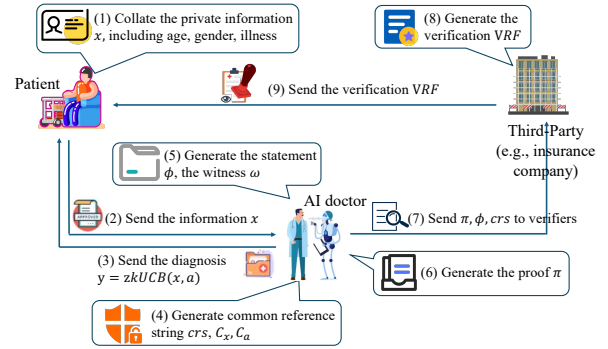 (1) Collate the private information
x, including age, gender, illness
(8) Generate the
verification VRF
Patient
(9) Send the verification VRF
Third-Party
(e.g., insurance
company)
(5) Generate the statement
ϕ, the witness ω
AI doctor
APPROVED
(2) Send the information x
(7) Send π, ϕ, crs to verifiers
(3) Send the diagnosis
y = zkUCB(x, a)
(6) Generate the proof π
(4) Generate common reference
string crs, Cₓ, Cₐ